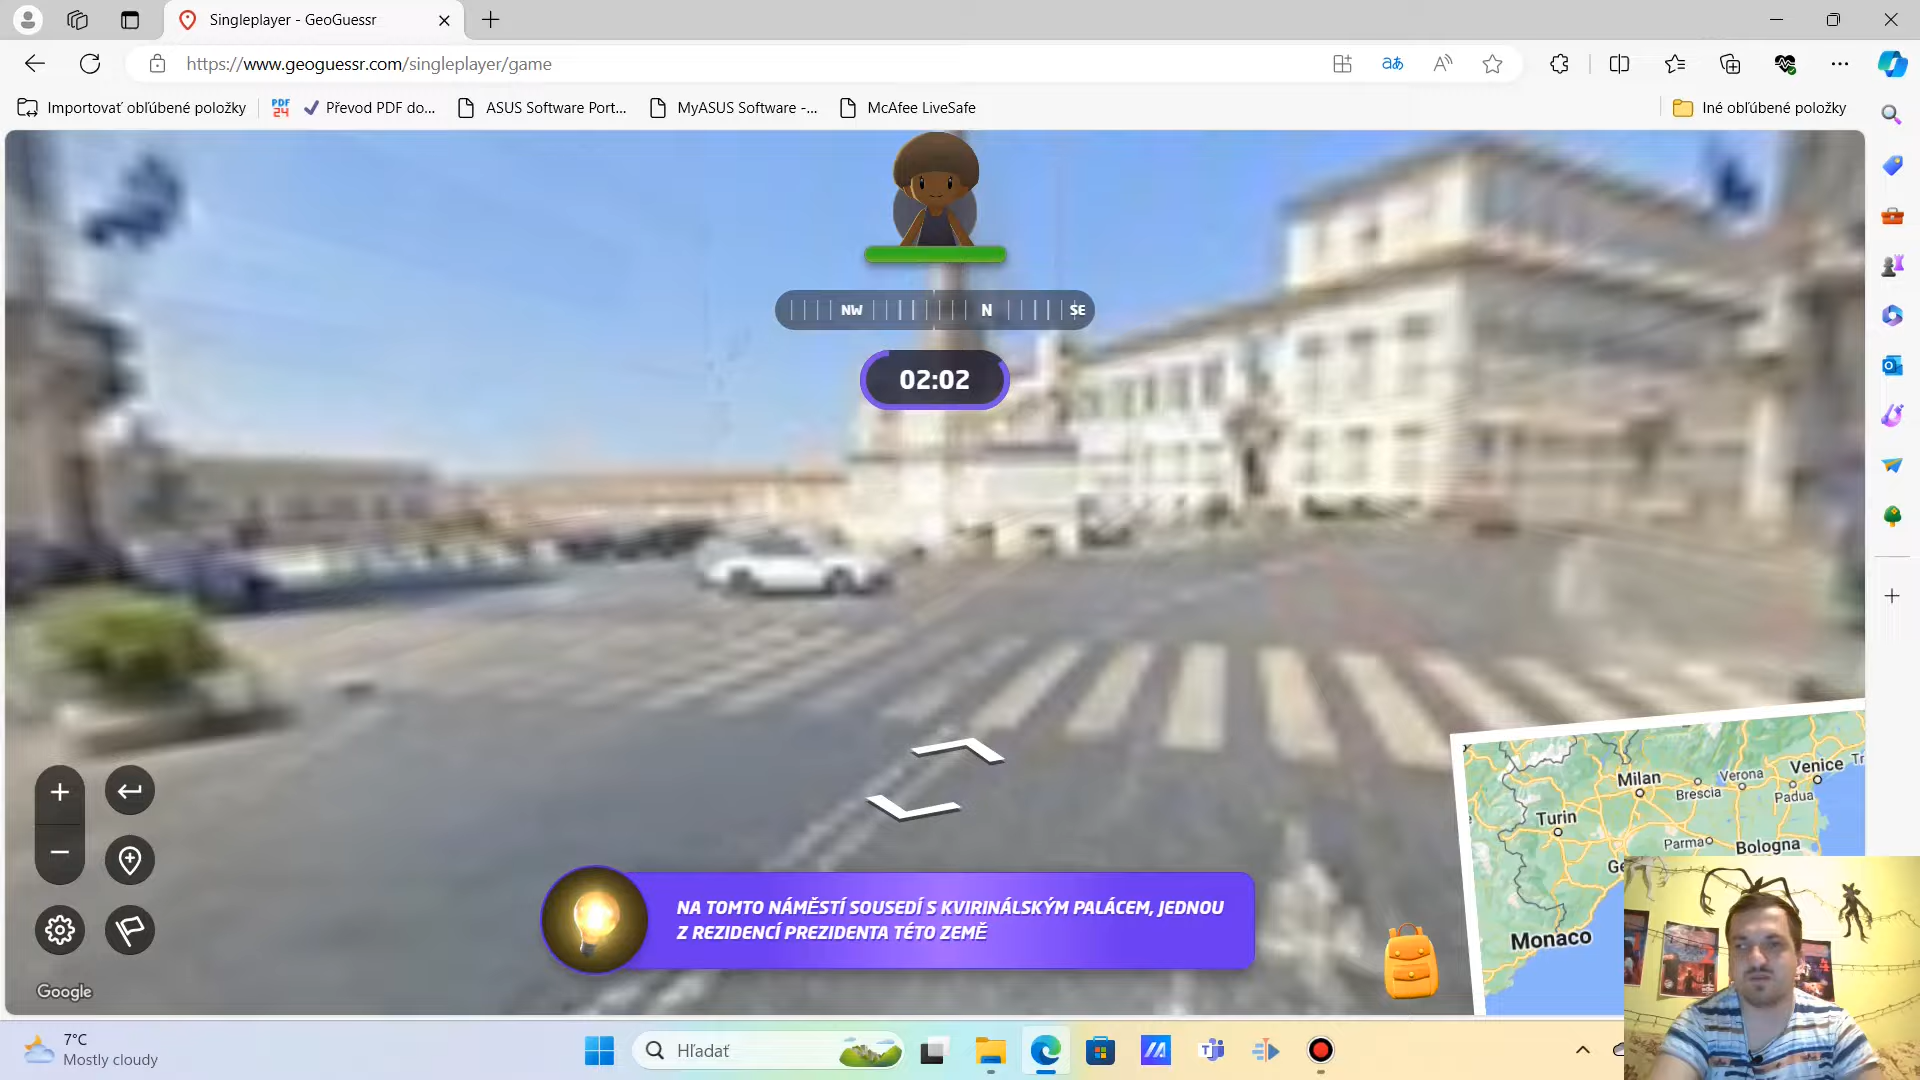 Singleplayer - GeoGuessr
https://www.geoguessr.com/singleplayer/game
Importovať obľúbené položky
PDF 24
Převod PDF do...
ASUS Software Port...
MyASUS Software -...
McAfee LiveSafe
Iné obľúbené položky
NW N SE
02:02
NA TOMTO NÁMĚSTÍ SOUSEDÍ S KVIRINÁLSKÝM PALÁCEM, JEDNOU
Z REZIDENCÍ PREZIDENTA TÉTO ZEMĚ
Milan
Verona
Venice
Brescia
Padua
Turin
Parma
Bologna
Monaco
Google
7°C
Mostly cloudy
Hľadať